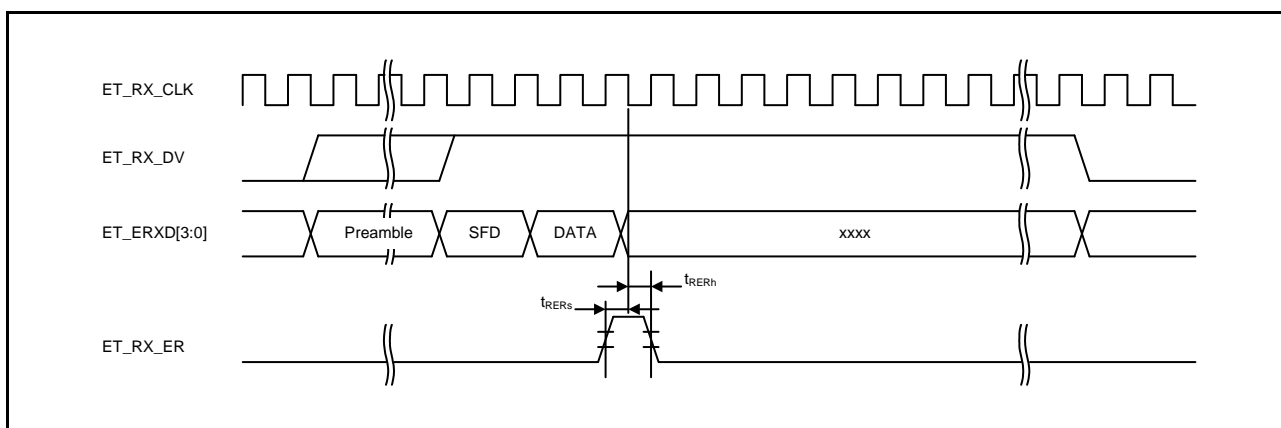 ET_RX_CLK
ET_RX_DV
ET_ERXD[3:0]
Preamble
SFD
DATA
xxxx
tRERh
tRERs
ET_RX_ER